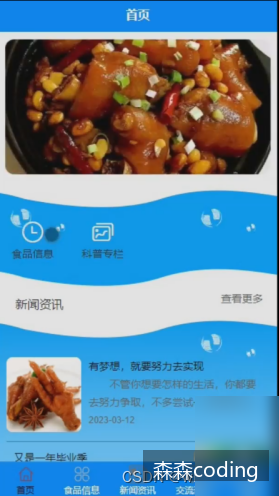 首页
食品信息
科普专栏
新闻资讯
查看更多
有梦想，就要努力去实现
不管你想要怎样的生活，你都要
去努力争取，不多尝试
2023-03-12
又是一年毕业季
首页
食品信息
新闻资讯
交流
CSD
森森coding